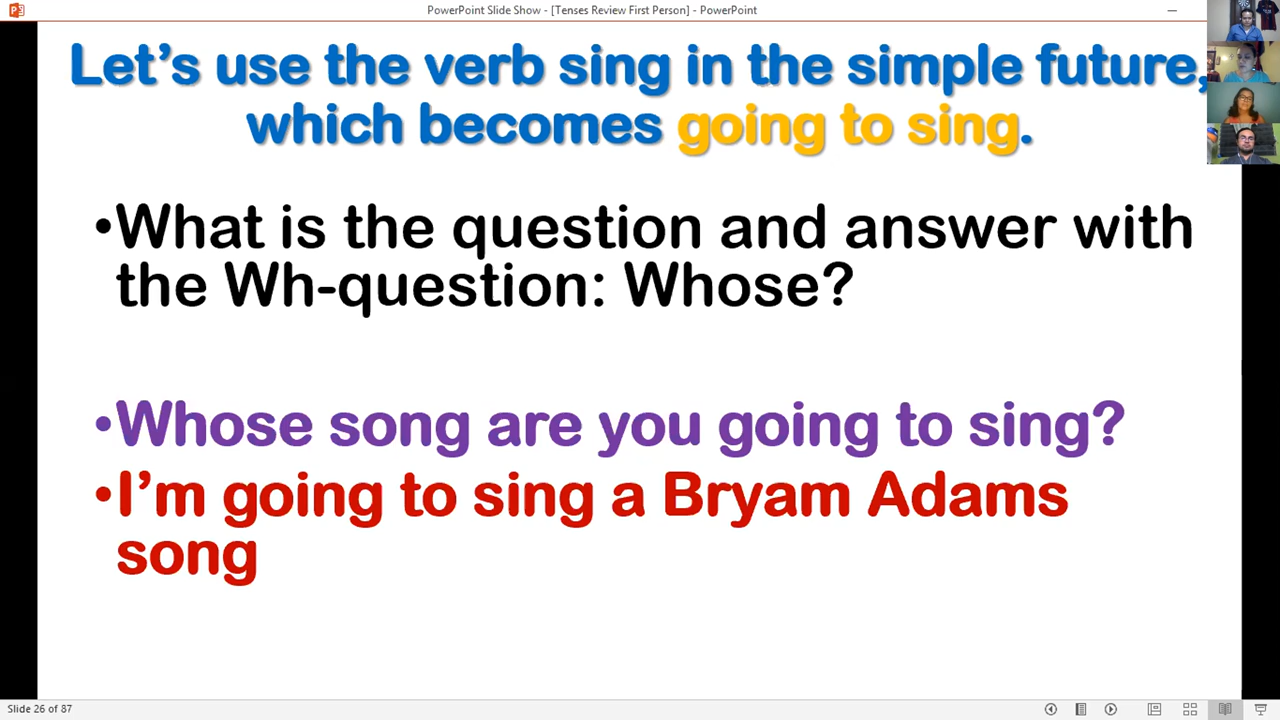 PowerPoint Slide Show - [Tenses Review First Person] - PowerPoint
Let’s use the verb sing in the simple future,
which becomes going to sing.
•What is the question and answer with
the Wh-question: Whose?
•Whose song are you going to sing?
•I’m going to sing a Bryam Adams
song
Slide 26 of 87